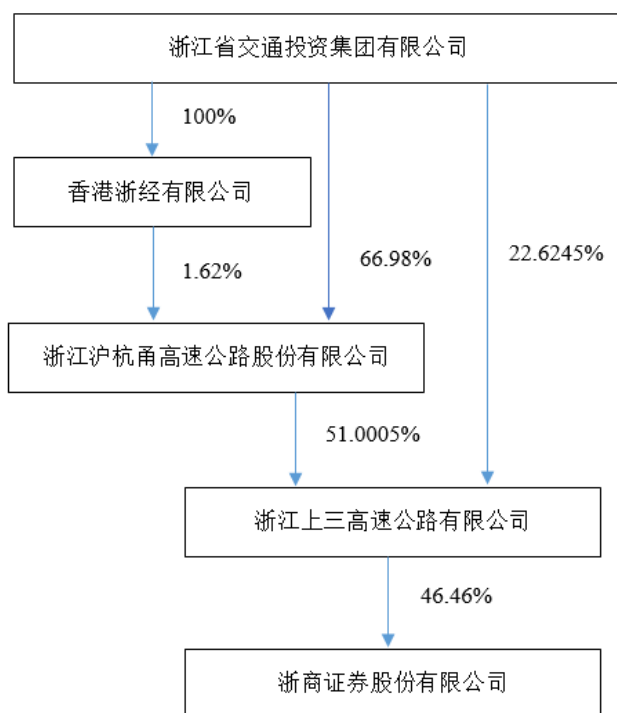 浙江省交通投资集团有限公司
100%
香港浙经有限公司
1.62%
66.98%
22.6245%
浙江沪杭甬高速公路股份有限公司
51.0005%
浙江上三高速公路有限公司
46.46%
浙商证券股份有限公司